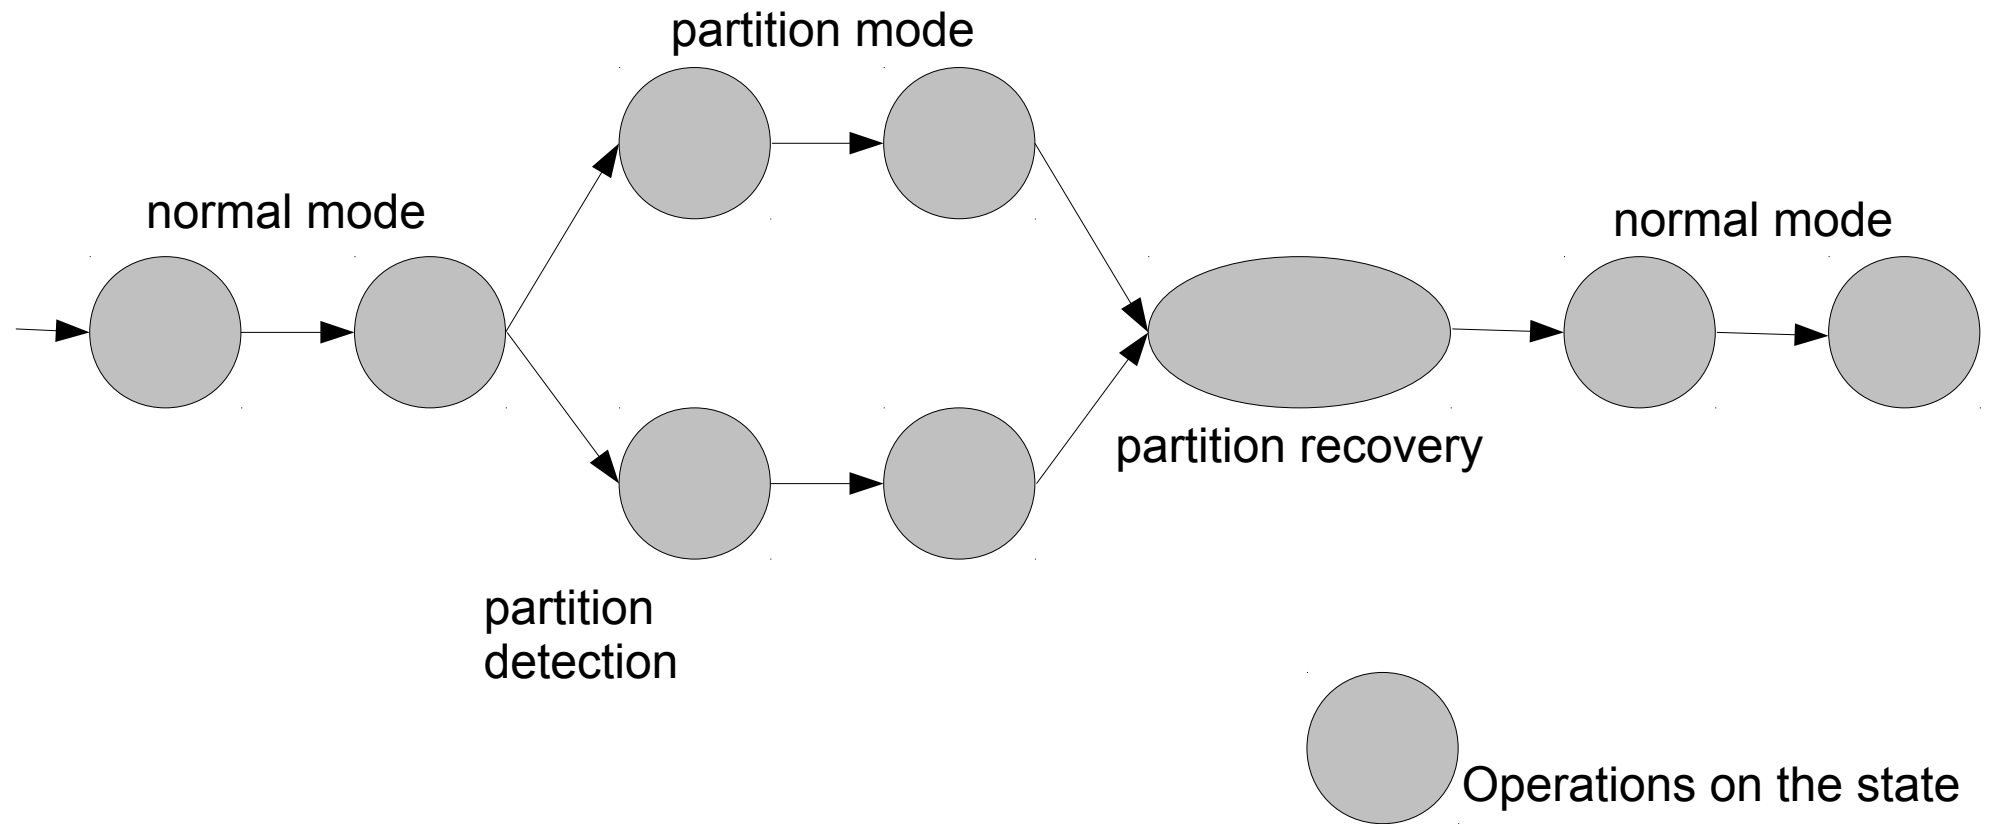 partition mode
normal mode
normal mode
partition recovery
partition
detection
Operations on the state